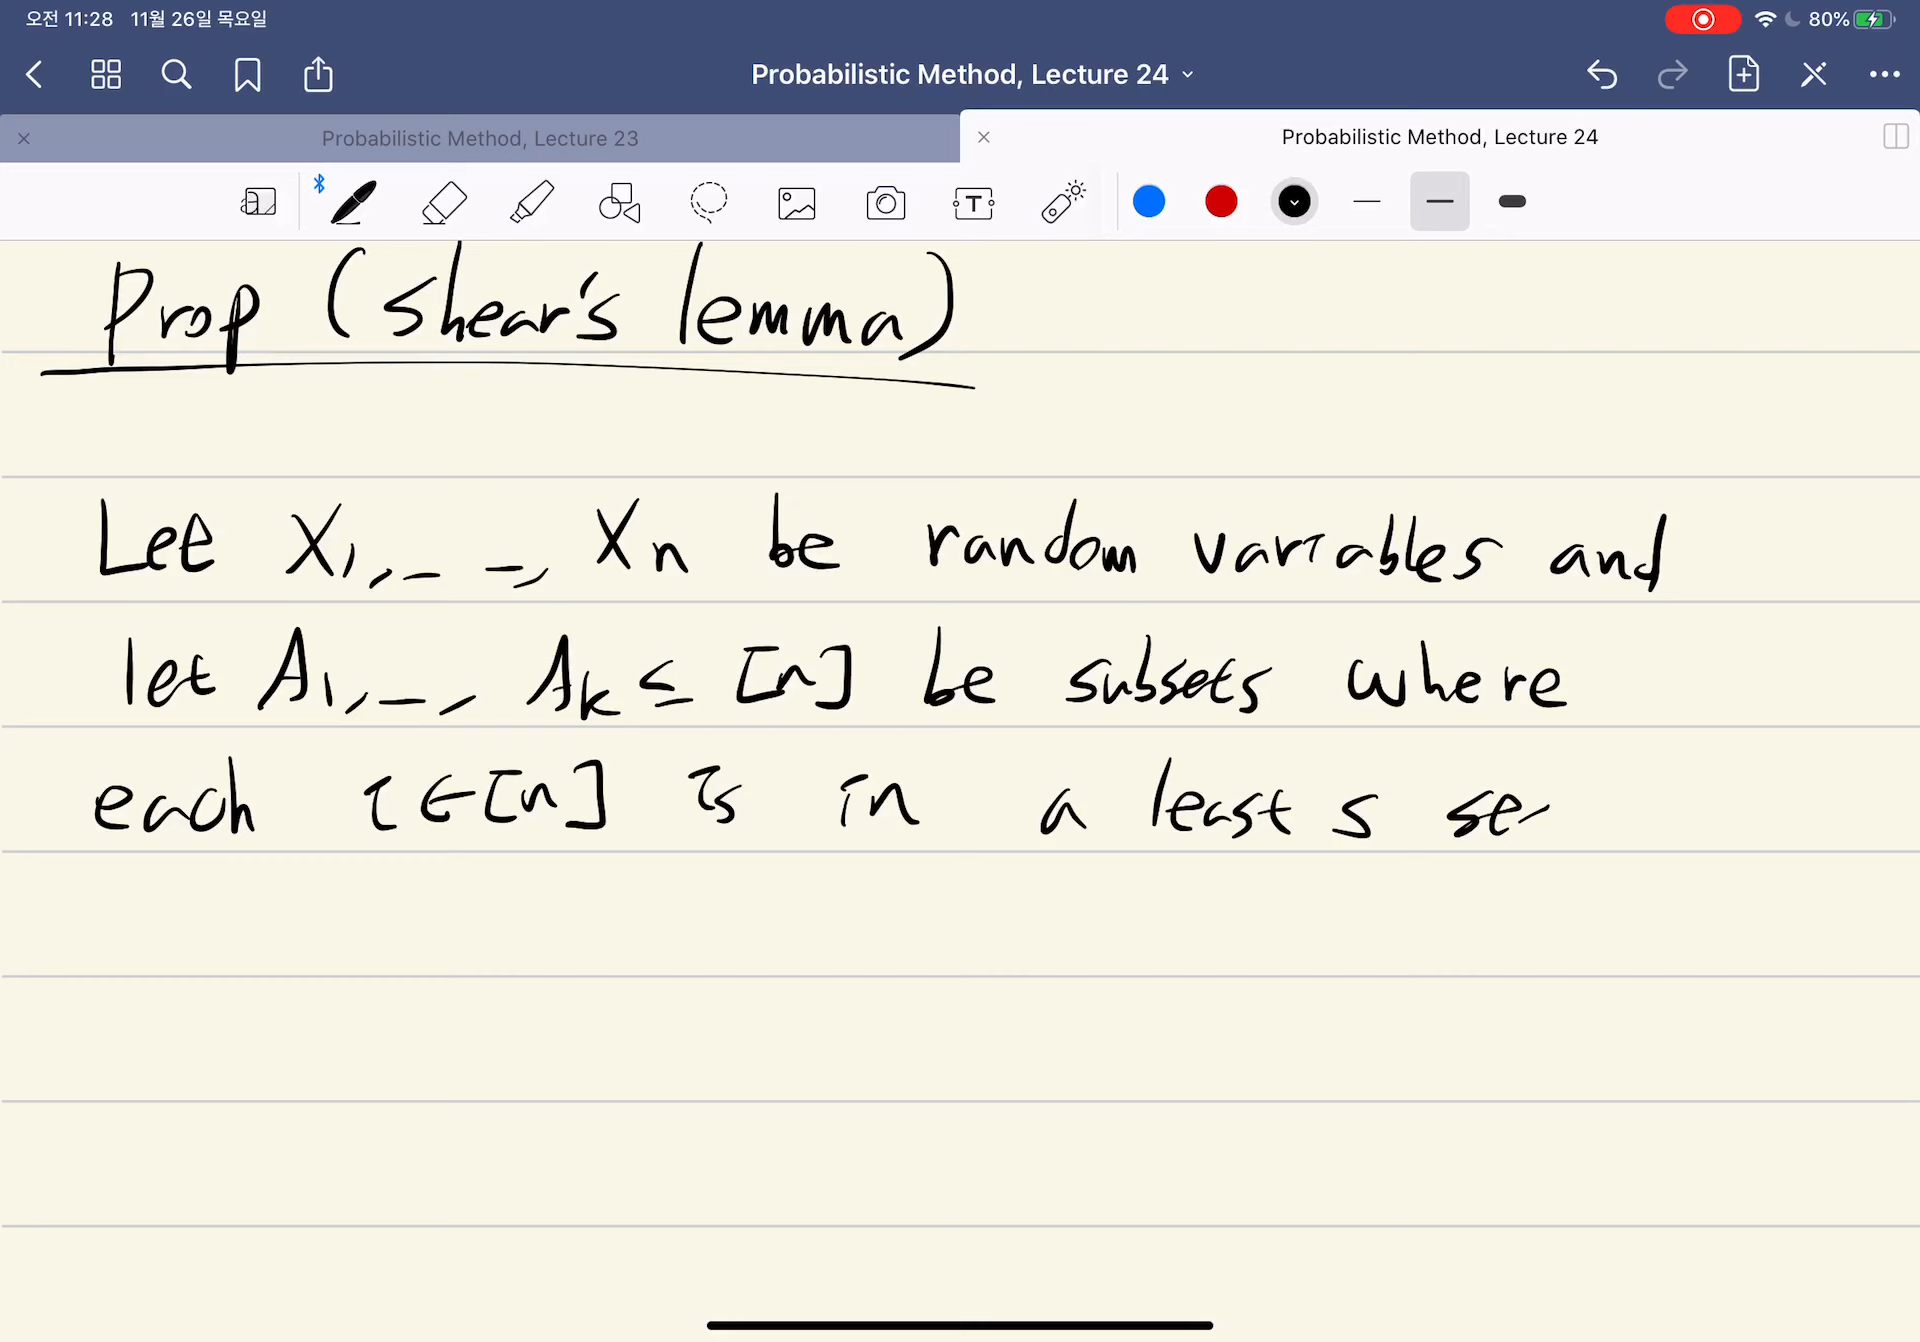 오전 11:28 11월 26일 목요일 80%
Probabilistic Method, Lecture 24
Probabilistic Method, Lecture 23
Probabilistic Method, Lecture 24
Prop (Shear's lemma)
Let X1, - - -, Xn be random variables and
let A1, -, Ak ⊆ [n] be subsets where
each i ∈ [n] is in a least s se